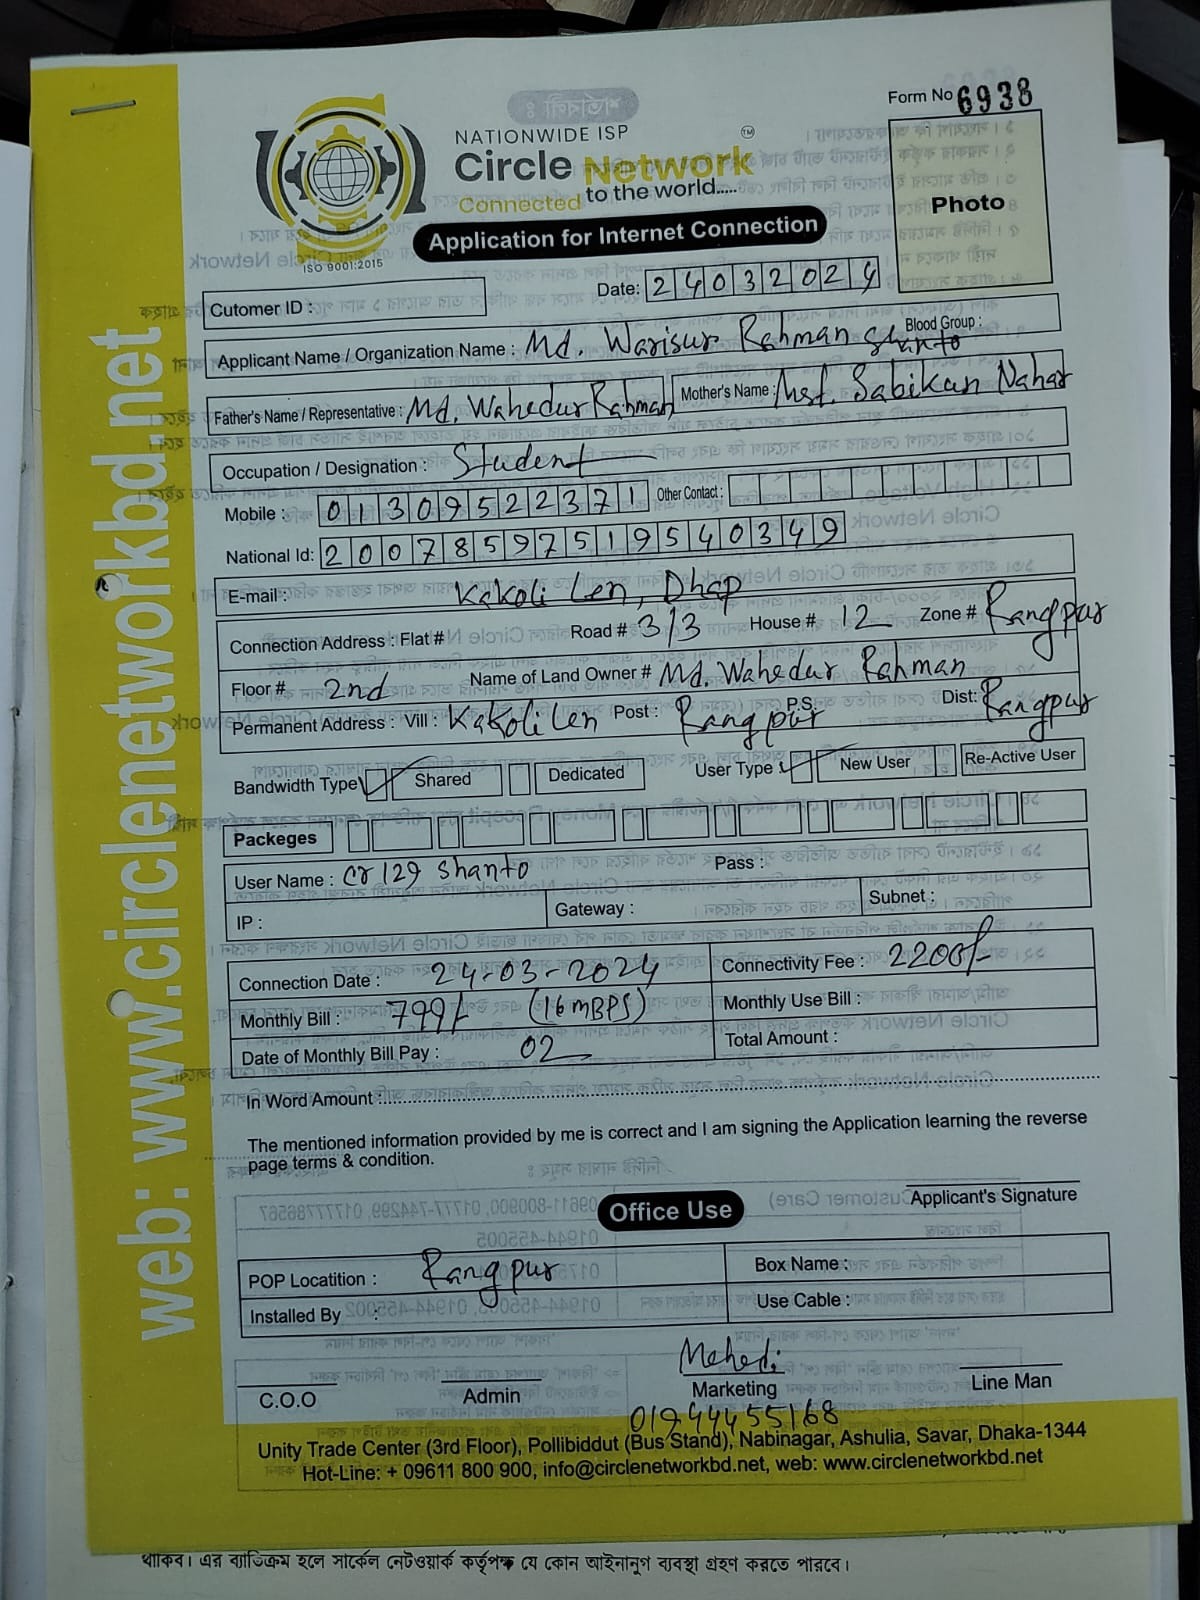 Form No 6938
NATIONWIDE ISP
TM
Circle Network
Connected to the world.....
ISO 9001:2015
Application for Internet Connection
Photo
Date: 24032024
Cutomer ID :
Applicant Name / Organization Name : Md. Warisur Rahman Shanto Blood Group :
Father's Name / Representative : Md. Wahedur Rahman Mother's Name : Mst. Sabikun Nahar
Occupation / Designation : Student
Mobile : 01309522371 Other Contact :
National Id: 20078597519540349
E-mail :
Kakoli Len, Dhap
Connection Address : Flat # Road # 3/3 House # 12 Zone # Rangpur
Floor # 2nd Name of Land Owner # Md. Wahedur Rahman
Permanent Address : Vill : Kakoli Len Post : Rangpur P.S. Dist: Rangpur
Bandwidth Type Shared Dedicated User Type : New User Re-Active User
Packeges
User Name : cr129 shanto Pass :
IP : Gateway : Subnet :
Connection Date : 24-03-2024 Connectivity Fee : 2200/-
Monthly Bill : 799/- (16 mBPS) Monthly Use Bill :
Date of Monthly Bill Pay : 02 Total Amount :
In Word Amount :
The mentioned information provided by me is correct and I am signing the Application learning the reverse
page terms & condition.
Applicant's Signature
Office Use
POP Locatition : Rangpur Box Name :
Installed By : Use Cable :
Mehedi
C.O.O Admin Marketing Line Man
01944455168
Unity Trade Center (3rd Floor), Pollibiddut (Bus Stand), Nabinagar, Ashulia, Savar, Dhaka-1344
Hot-Line: + 09611 800 900, info@circlenetworkbd.net, web: www.circlenetworkbd.net
web: www.circlenetworkbd.net
থাকিব। এর ব্যতিক্রম হলে সার্কেল নেটওয়ার্ক কর্তৃপক্ষ যে কোন আইনানুগ ব্যবস্থা গ্রহণ করতে পারবে।